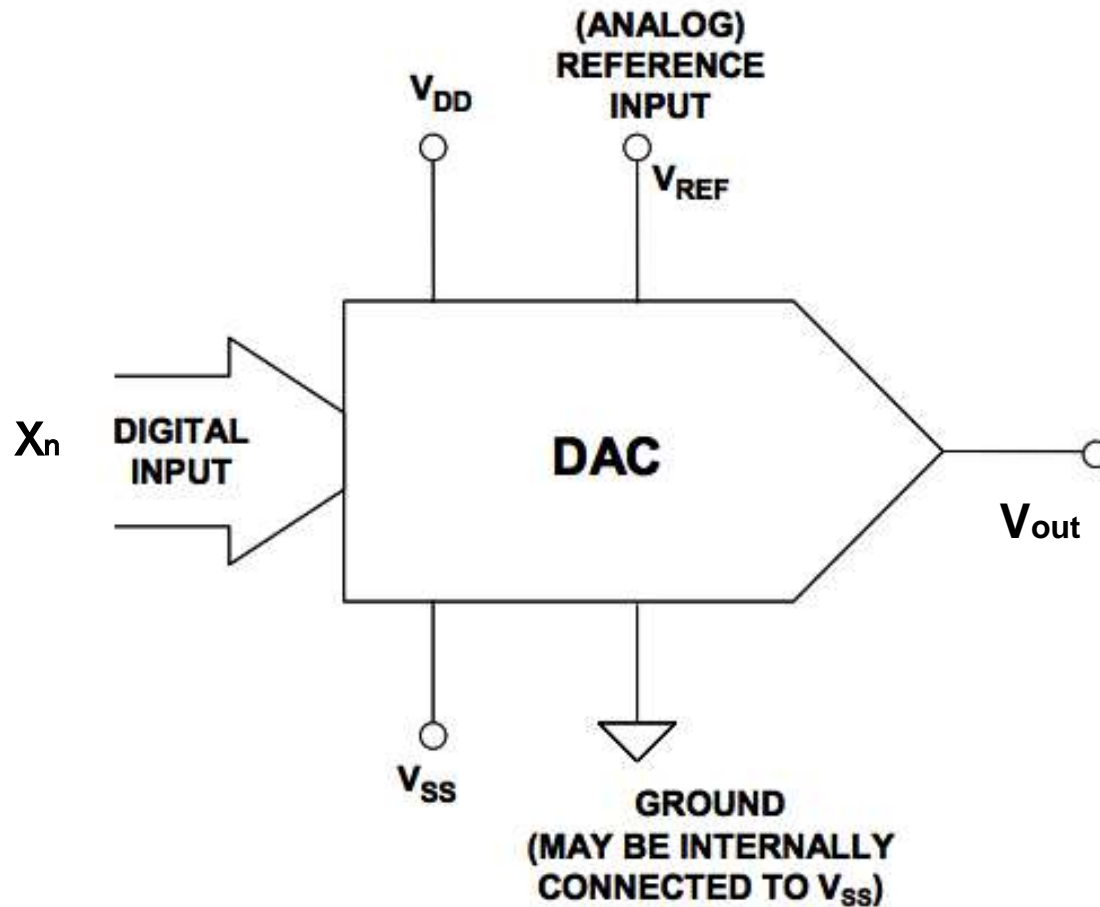 (ANALOG)
REFERENCE
INPUT
VDD
VREF
Xn
DIGITAL
INPUT
DAC
Vout
VSS
GROUND
(MAY BE INTERNALLY
CONNECTED TO VSS)